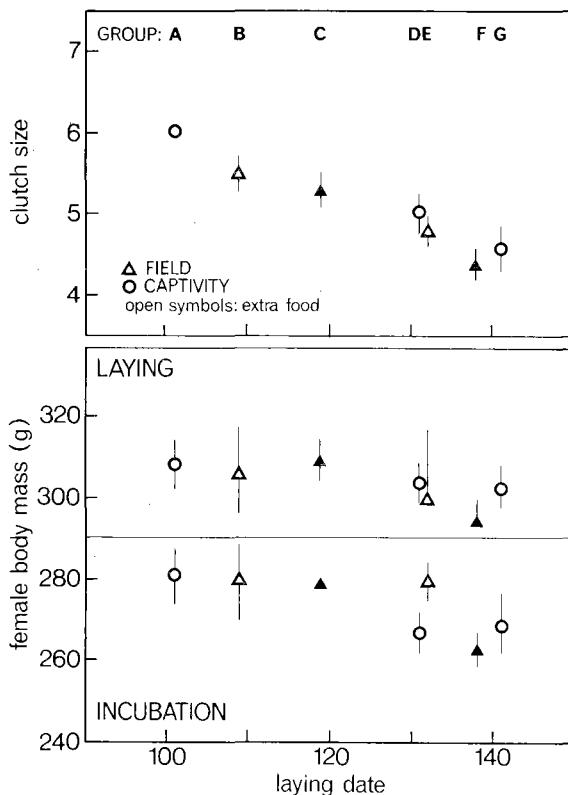 GROUP: A B C D E F G
7
6
5
4
clutch size
△ FIELD
○ CAPTIVITY
open symbols: extra food
LAYING
320
300
280
260
240
female body mass (g)
INCUBATION
100 120 140
laying date